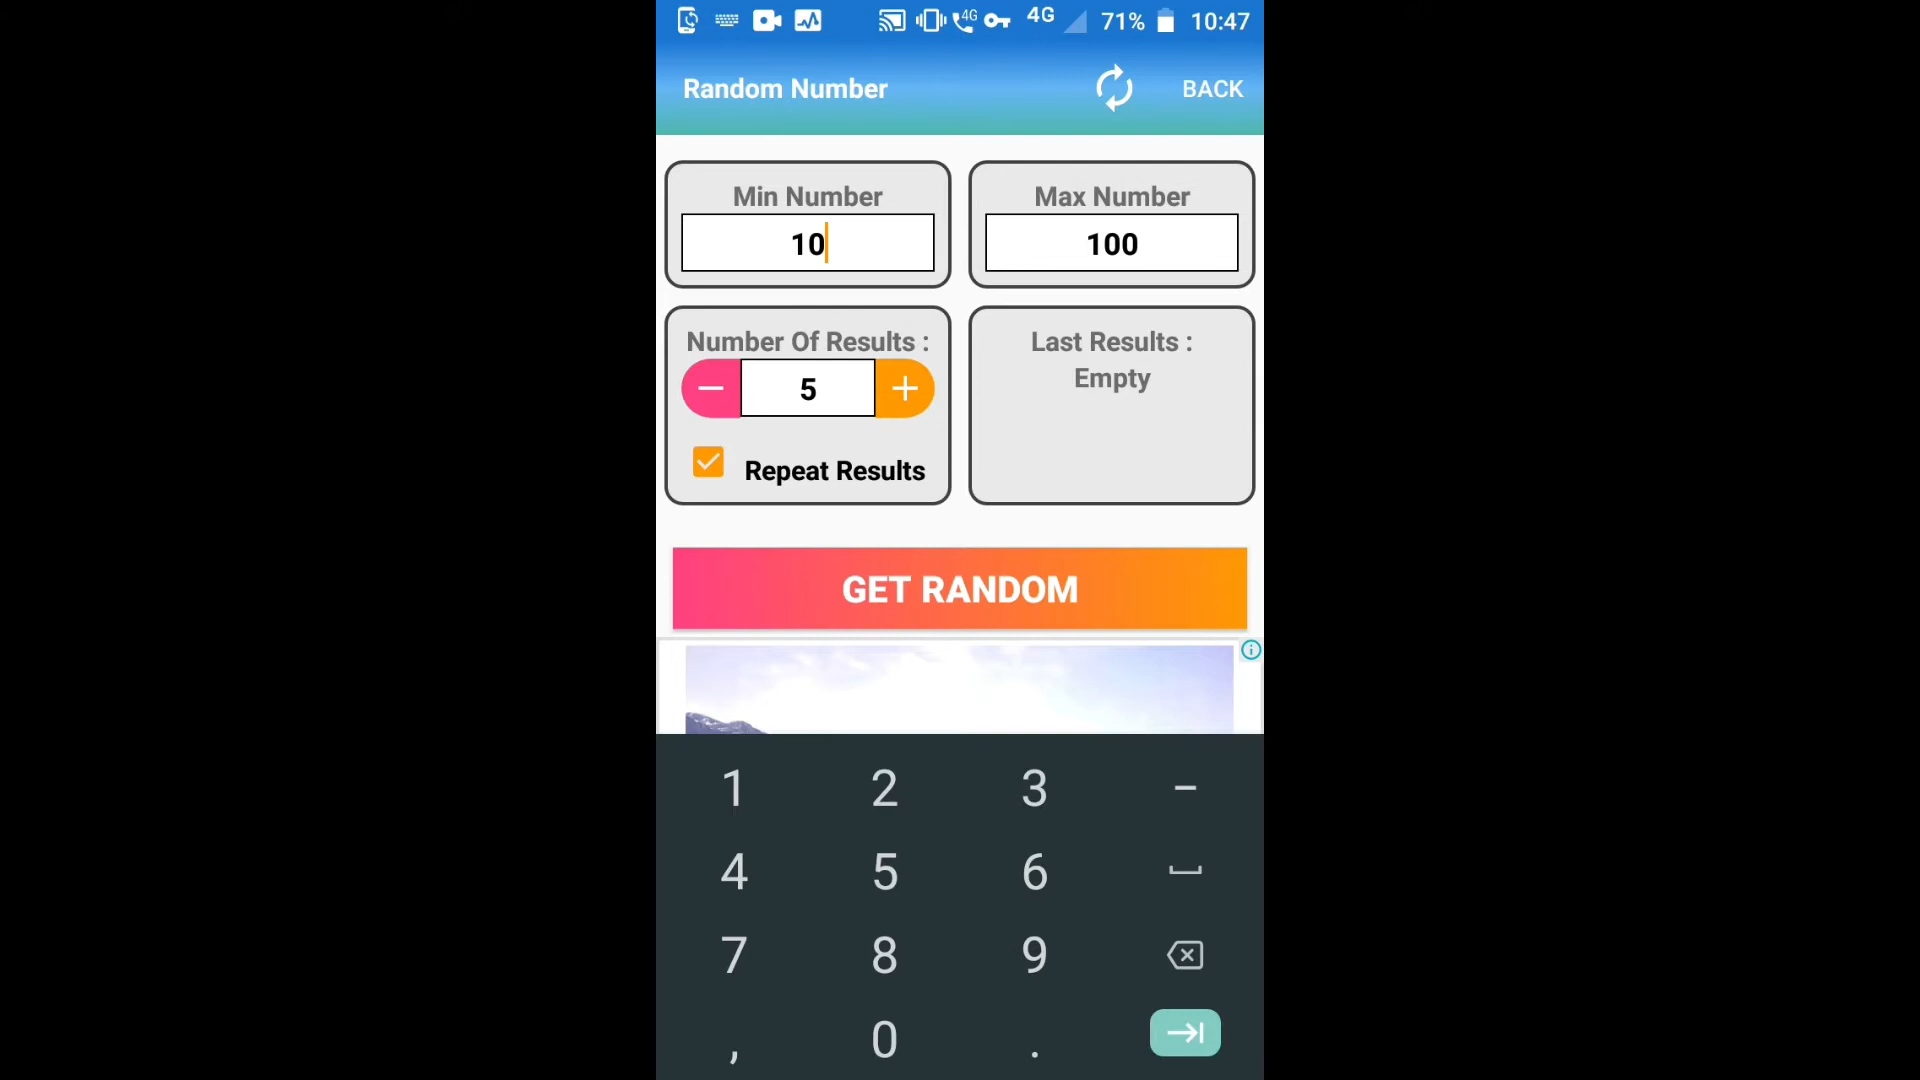 4G 4G 71% 10:47
Random Number BACK
Min Number Max Number
10 100
Number Of Results : Last Results :
Empty
5
Repeat Results
GET RANDOM
1 2 3 -
4 5 6
7 8 9
, 0 .